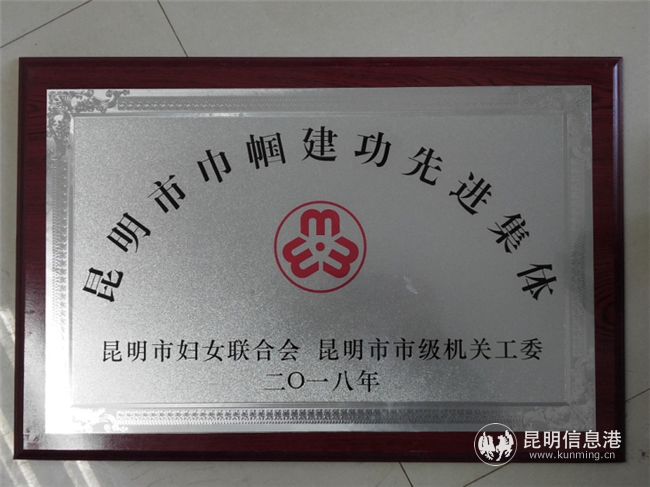 昆明市巾帼建功先进集体
昆明市妇女联合会 昆明市市级机关工委
二〇一八年
昆明信息港
www.kunming.cn